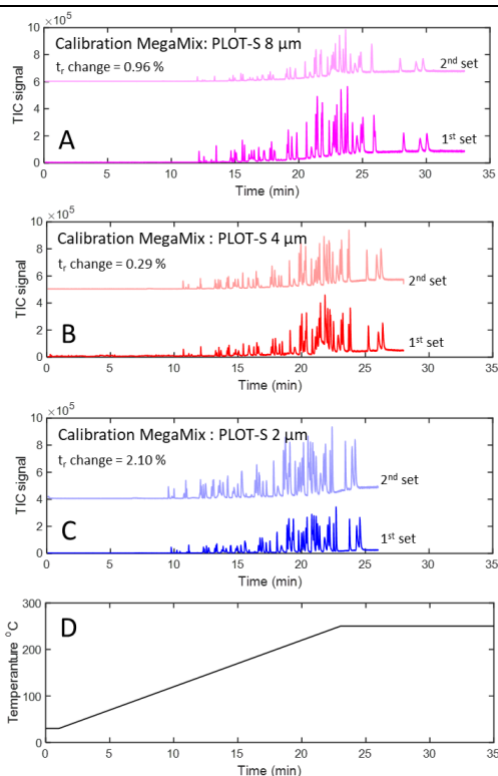 ×10⁵
10
8
6
4
2
0
TIC signal
Calibration MegaMix: PLOT-S 8 μm
tr change = 0.96 %
A
2nd set
1st set
0 5 10 15 20 25 30 35
Time (min)
×10⁵
10
8
6
4
2
0
TIC signal
Calibration MegaMix : PLOT-S 4 μm
tr change = 0.29 %
B
2nd set
1st set
0 5 10 15 20 25 30 35
Time (min)
×10⁵
10
8
6
4
2
0
TIC signal
Calibration MegaMix : PLOT-S 2 μm
tr change = 2.10 %
C
2nd set
1st set
0 5 10 15 20 25 30 35
Time (min)
300
200
100
0
Temperanture °C
D
0 5 10 15 20 25 30 35
Time (min)